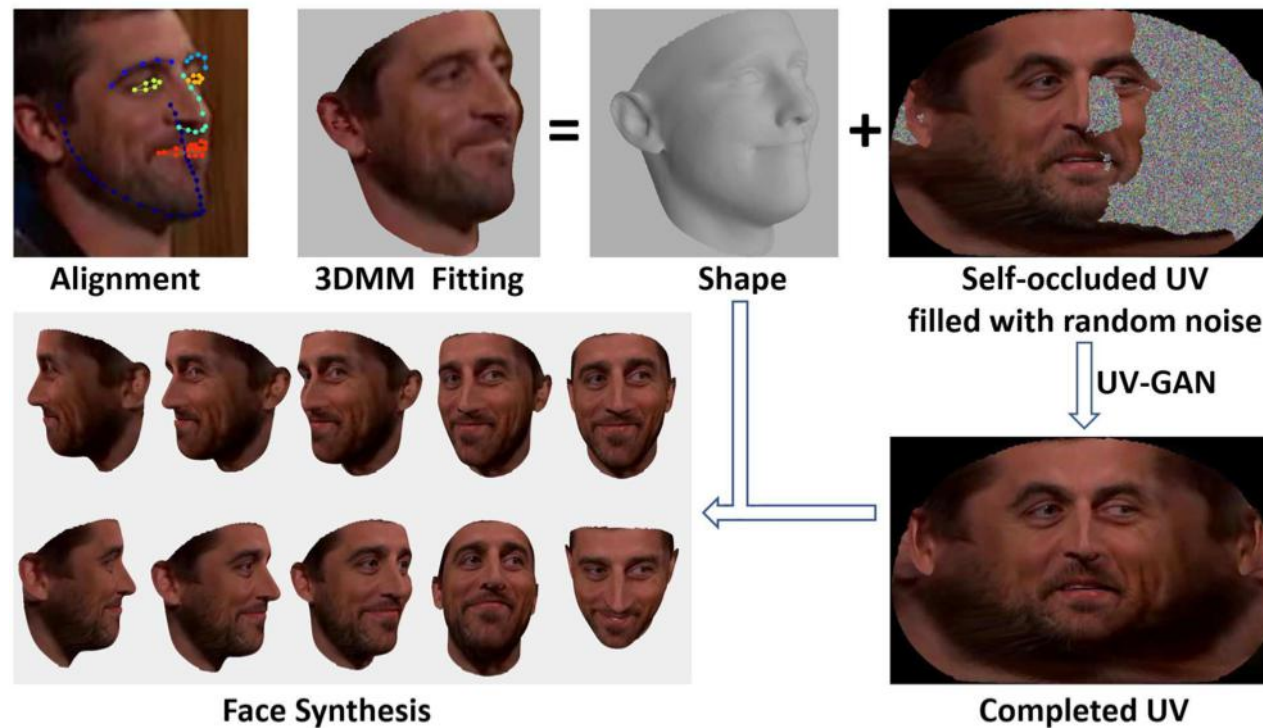 =
+
Alignment
3DMM Fitting
Shape
Self-occluded UV
filled with random noise
UV-GAN
Face Synthesis
Completed UV